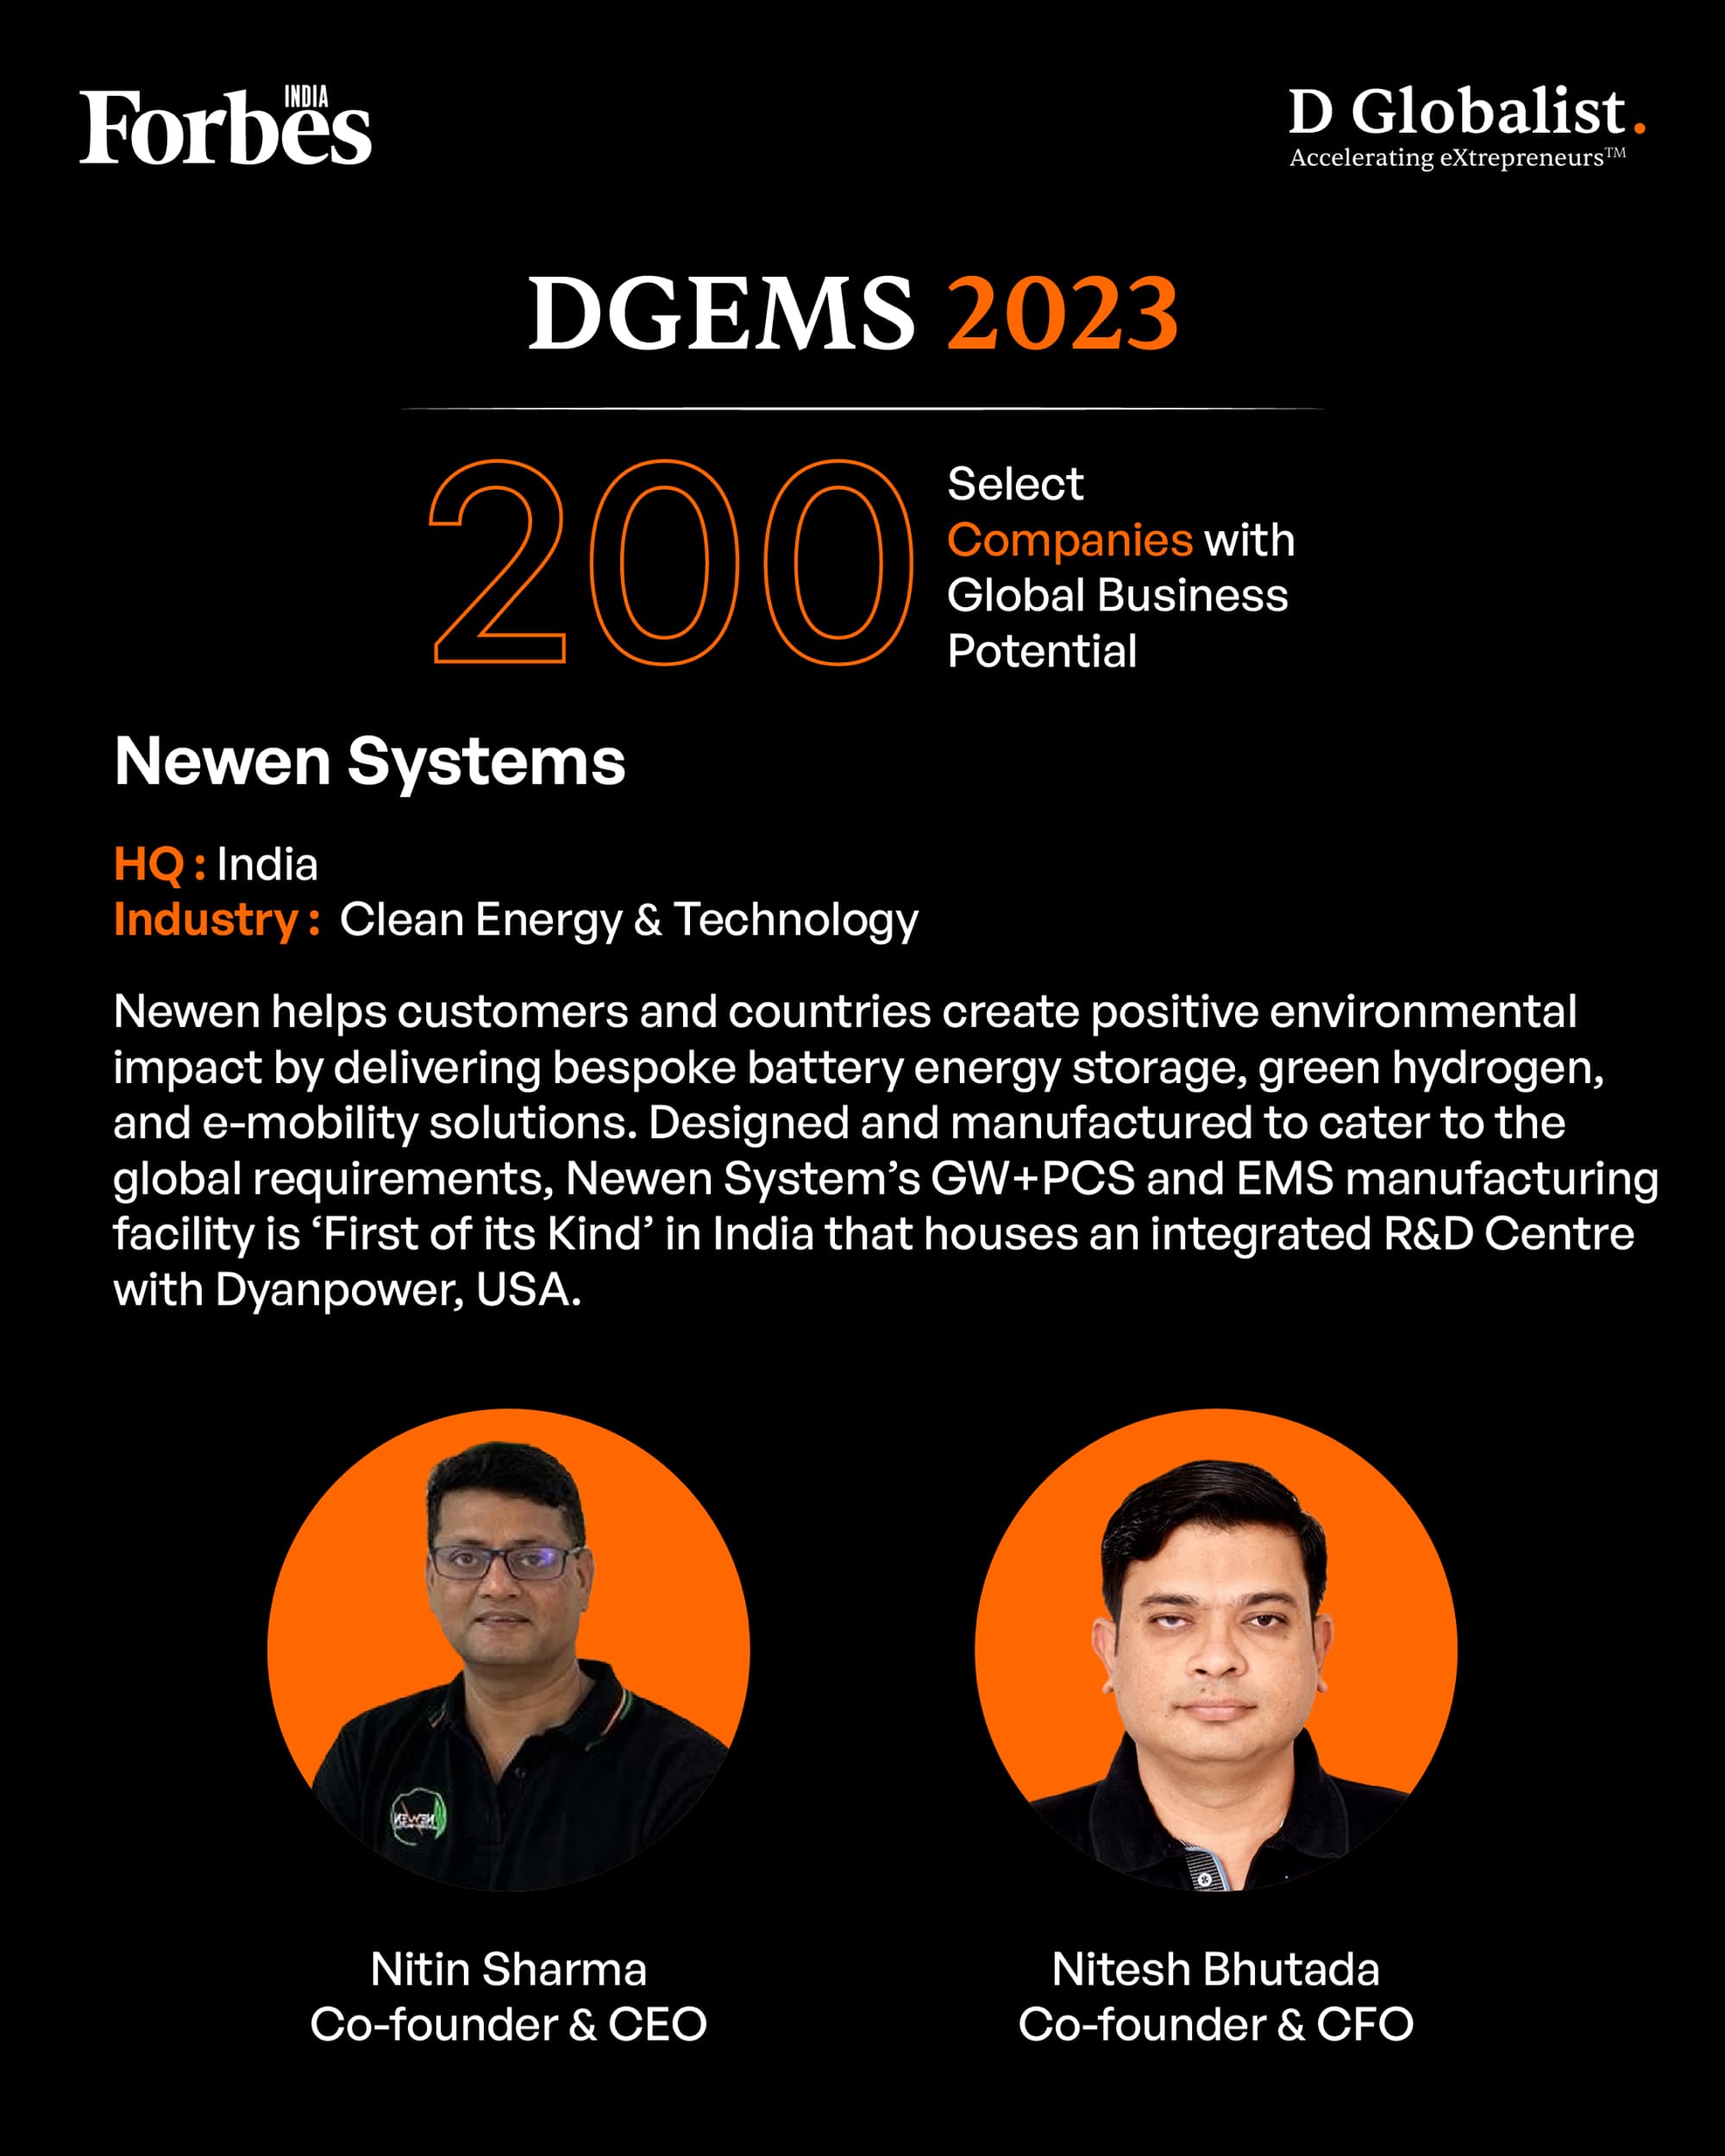 Forbes INDIA
D Globalist.
Accelerating eXtrepreneurs™
DGEMS 2023
200
Select
Companies with
Global Business
Potential
Newen Systems
HQ : India
Industry : Clean Energy & Technology
Newen helps customers and countries create positive environmental
impact by delivering bespoke battery energy storage, green hydrogen,
and e-mobility solutions. Designed and manufactured to cater to the
global requirements, Newen System’s GW+PCS and EMS manufacturing
facility is ‘First of its Kind’ in India that houses an integrated R&D Centre
with Dyanpower, USA.
Nitin Sharma
Co-founder & CEO
Nitesh Bhutada
Co-founder & CFO